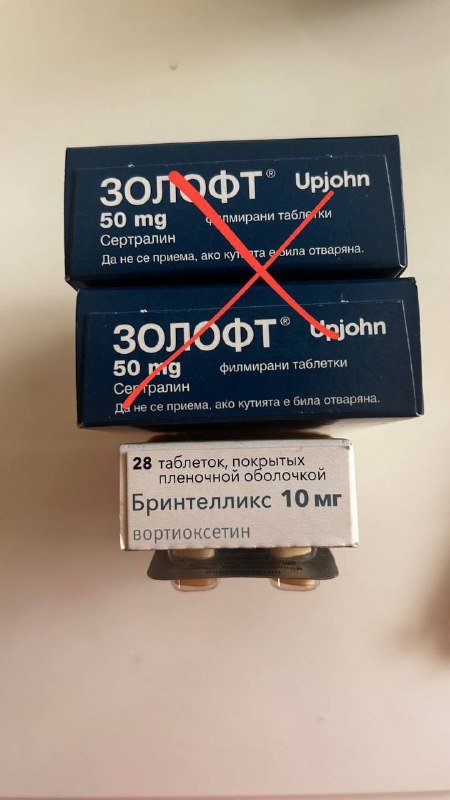 ЗОЛОФТ® Upjohn
50 mg филмирани таблетки
Сертралин
Да не се приема, ако кутията е била отваряна.
ЗОЛОФТ® Upjohn
50 mg филмирани таблетки
Сертралин
Да не се приема, ако кутията е била отваряна.
28 таблеток, покрытых
пленочной оболочкой
Бринтелликс 10 мг
вортиоксетин